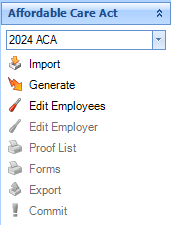 Affordable Care Act
2024 ACA
Import
Generate
Edit Employees
Edit Employer
Proof List
Forms
Export
Commit